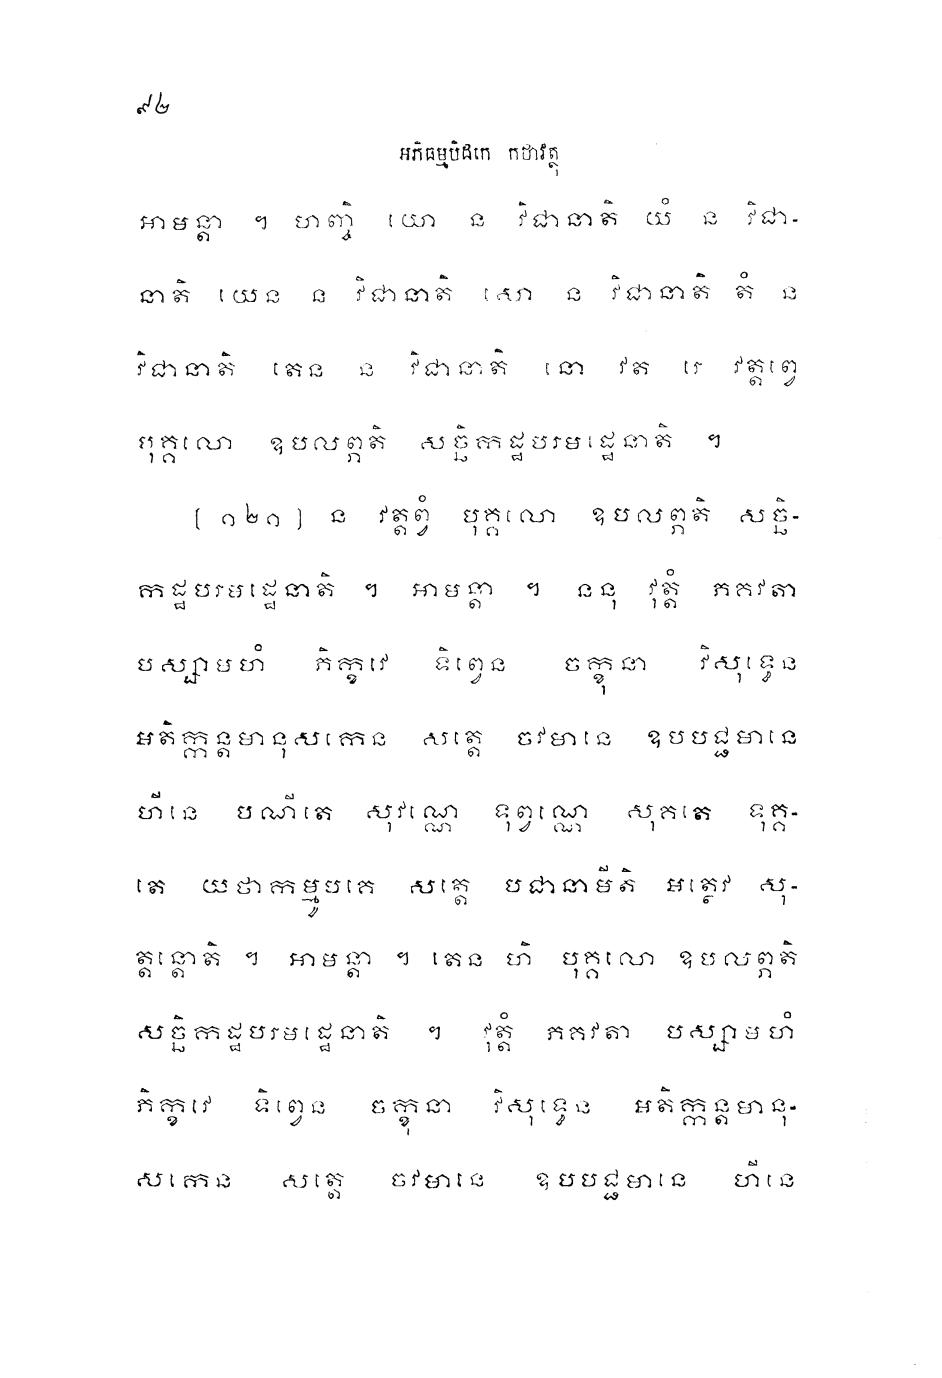 ៩២
អភិធម្មបិដកេ កថាវត្ថុ
អាមន្តា ។ ហញ្ចិ យោ ន វិជានាតិ យំ ន វិជា-
នាតិ យេន ន វិជានាតិ សោ ន វិជានាតិ តំ ន
វិជានាតិ តេន ន វិជានាតិ នោ វត រេ វត្តព្វេ
បុគ្គលោ ឧបលព្ភតិ សច្ចិកដ្ឋបរមដ្ឋេនាតិ ។
[១២១] ន វត្តព្វំ បុគ្គលោ ឧបលព្ភតិ សច្ចិ-
កដ្ឋបរមដ្ឋេនាតិ ។ អាមន្តា ។ ននុ វុត្តំ ភគវតា
បស្សាមហំ ភិក្ខវេ ទិព្វេន ចក្ខុនា វិសុទ្ធេន
អតិក្កន្តមានុសកេន សត្តេ ចវមានេ ឧបបជ្ជមានេ
ហីនេ បណីតេ សុវណ្ណេ ទុព្វណ្ណេ សុគតេ ទុគ្គ-
តេ យថាកម្មូបគេ សត្តេ បជានាមីតិ អត្ថេវ សុ-
ត្តន្តោតិ ។ អាមន្តា ។ តេន ហិ បុគ្គលោ ឧបលព្ភតិ
សច្ចិកដ្ឋបរមដ្ឋេនាតិ ។ វុត្តំ ភគវតា បស្សាមហំ
ភិក្ខវេ ទិព្វេន ចក្ខុនា វិសុទ្ធេន អតិក្កន្តមានុ-
សកេន សត្តេ ចវមានេ ឧបបជ្ជមានេ ហីនេ